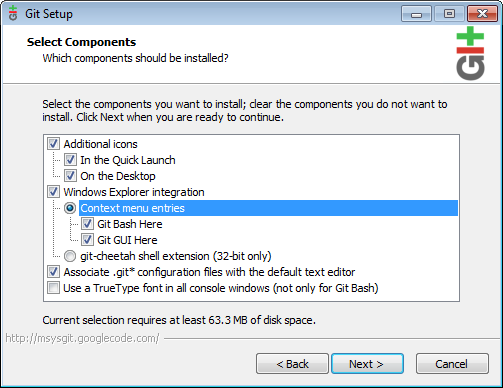 Git Setup
Select Components
Which components should be installed?
GIT
Select the components you want to install; clear the components you do not want to
install. Click Next when you are ready to continue.
Additional icons
In the Quick Launch
On the Desktop
Windows Explorer integration
Context menu entries
Git Bash Here
Git GUI Here
git-cheetah shell extension (32-bit only)
Associate .git* configuration files with the default text editor
Use a TrueType font in all console windows (not only for Git Bash)
Current selection requires at least 63.3 MB of disk space.
http://msysgit.googlecode.com/
< Back
Next >
Cancel